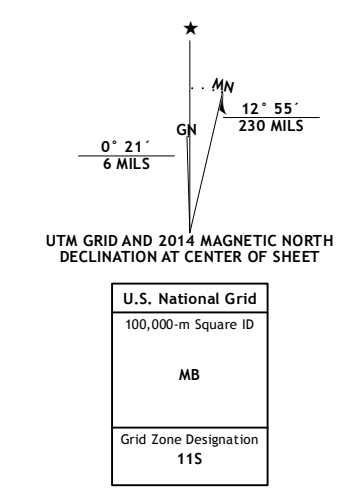 ★
MN
12° 55´
230 MILS
GN
0° 21´
6 MILS
UTM GRID AND 2014 MAGNETIC NORTH
DECLINATION AT CENTER OF SHEET
U.S. National Grid
100,000-m Square ID
MB
Grid Zone Designation
11S